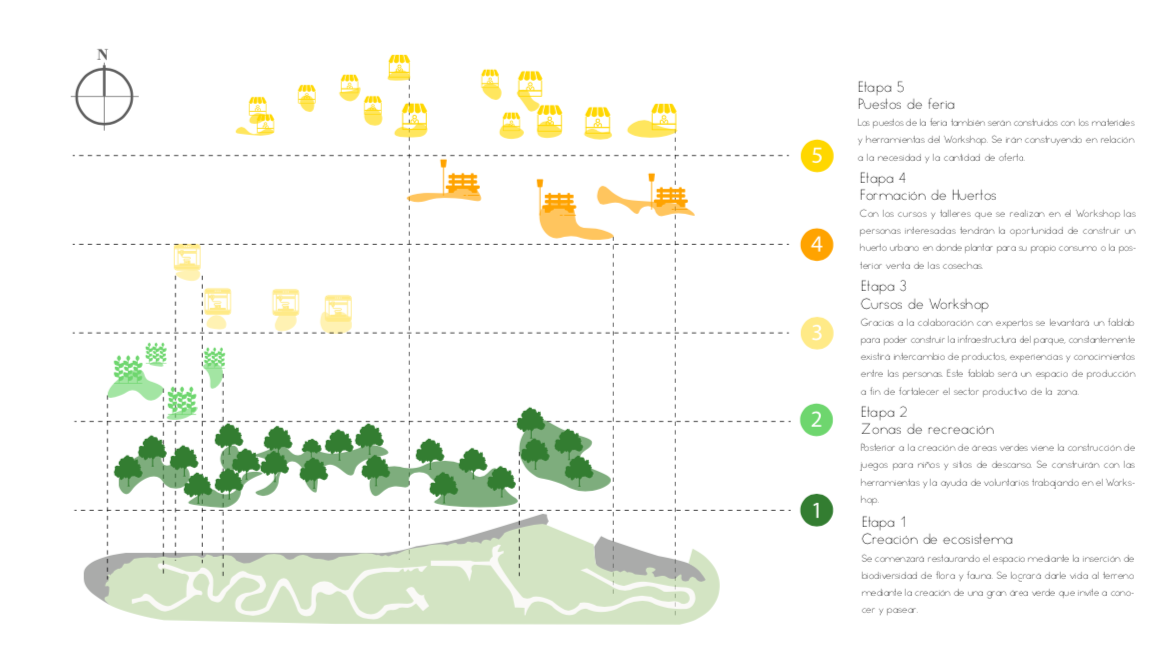 N
5
4
3
2
1
Etapa 5
Puestos de feria
Los puestos de la feria tambien serán construidos con los materiales
y herramientas del Workshop. Se irán construyendo en relación
a la necesidad y la cantidad de oferta.
Etapa 4
Formación de Huertos
Con los cursos y talleres que se realizan en el Workshop las
personas interesadas tendrán la oportunidad de construir un
huerto urbano en donde plantar para su propio consumo o la pos-
terior venta de las cosechas.
Etapa 3
Cursos de Workshop
Gracias a la colaboración con expertos se levantará un fablab
para poder construir la infraestructura del parque, constantemente
existirá intercambio de productos, experiencias y conocimientos
entre las personas. Este fablab será un espacio de producción
a fin de fortalecer el sector productivo de la zona.
Etapa 2
Zonas de recreación
Posterior a la creación de áreas verdes viene la construcción de
juegos para niños y sitios de descanso. Se construirán con las
herramientas y la ayuda de voluntarios trabajando en el Works-
hop.
Etapa 1
Creación de ecosistema
Se comenzará restaurando el espacio mediante la inserción de
biodiversidad de flora y fauna. Se logrará darle vida al terreno
mediante la creación de una gran área verde que invite a cono-
cer y pasear.